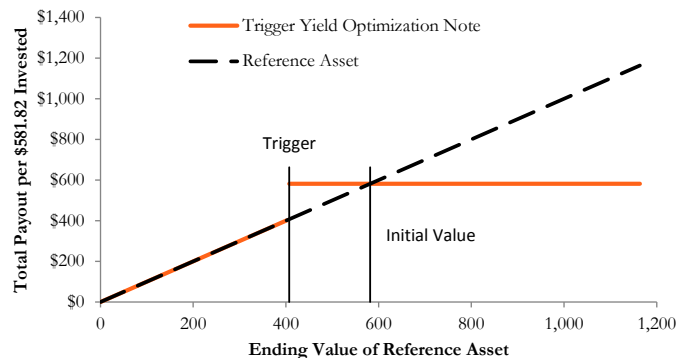 $1,400
Trigger Yield Optimization Note
$1,200
Reference Asset
$1,000
$800
Trigger
$600
$400
Initial Value
$200
$0
0 200 400 600 800 1,000 1,200
Total Payout per $581.82 Invested
Ending Value of Reference Asset